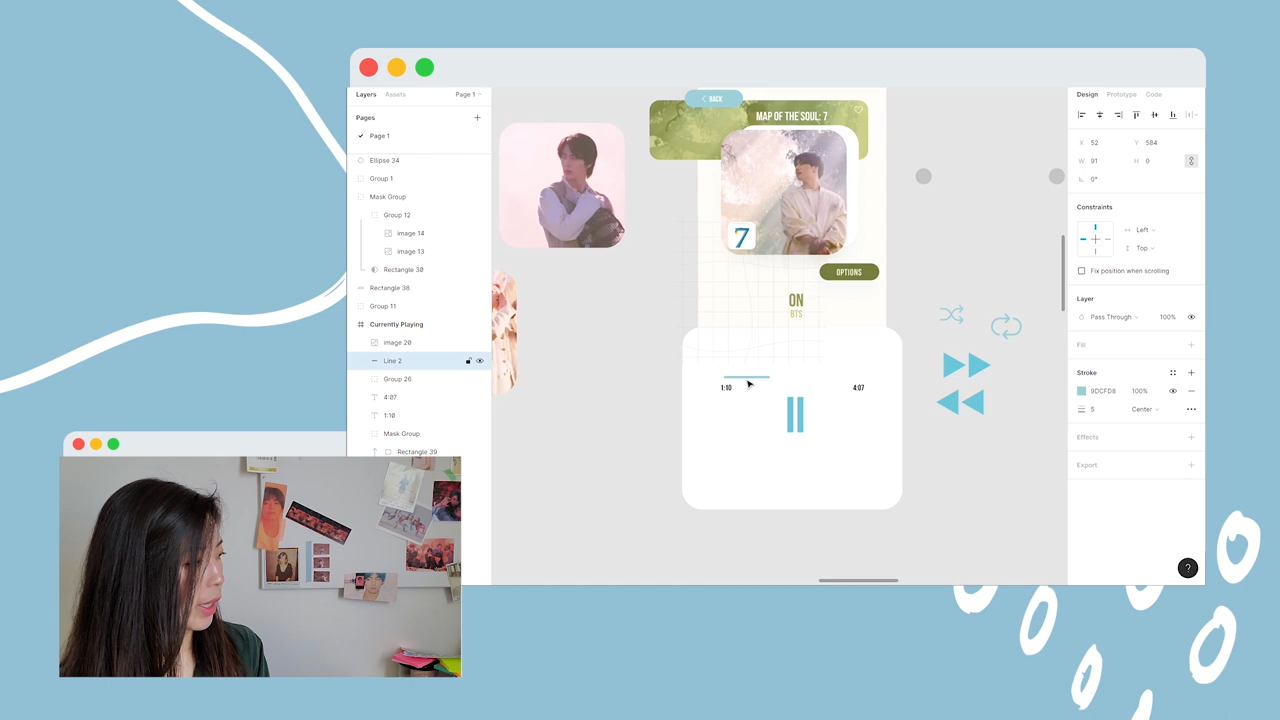 Layers Assets Page 1
Pages
Page 1
Ellipse 34
Group 1
Mask Group
Group 12
image 14
image 13
Rectangle 30
Rectangle 38
Group 11
Currently Playing
image 20
Line 2
Group 26
4:07
1:10
Mask Group
Rectangle 39
BACK
MAP OF THE SOUL: 7
7
OPTIONS
ON
BTS
1:10 4:07
Design Prototype Code
X 52 Y 584
W 91 H 0
0°
Constraints
Left
Top
Fix position when scrolling
Layer
Pass Through 100%
Fill
Stroke
9DCFD8 100%
5 Center
Effects
Export
?